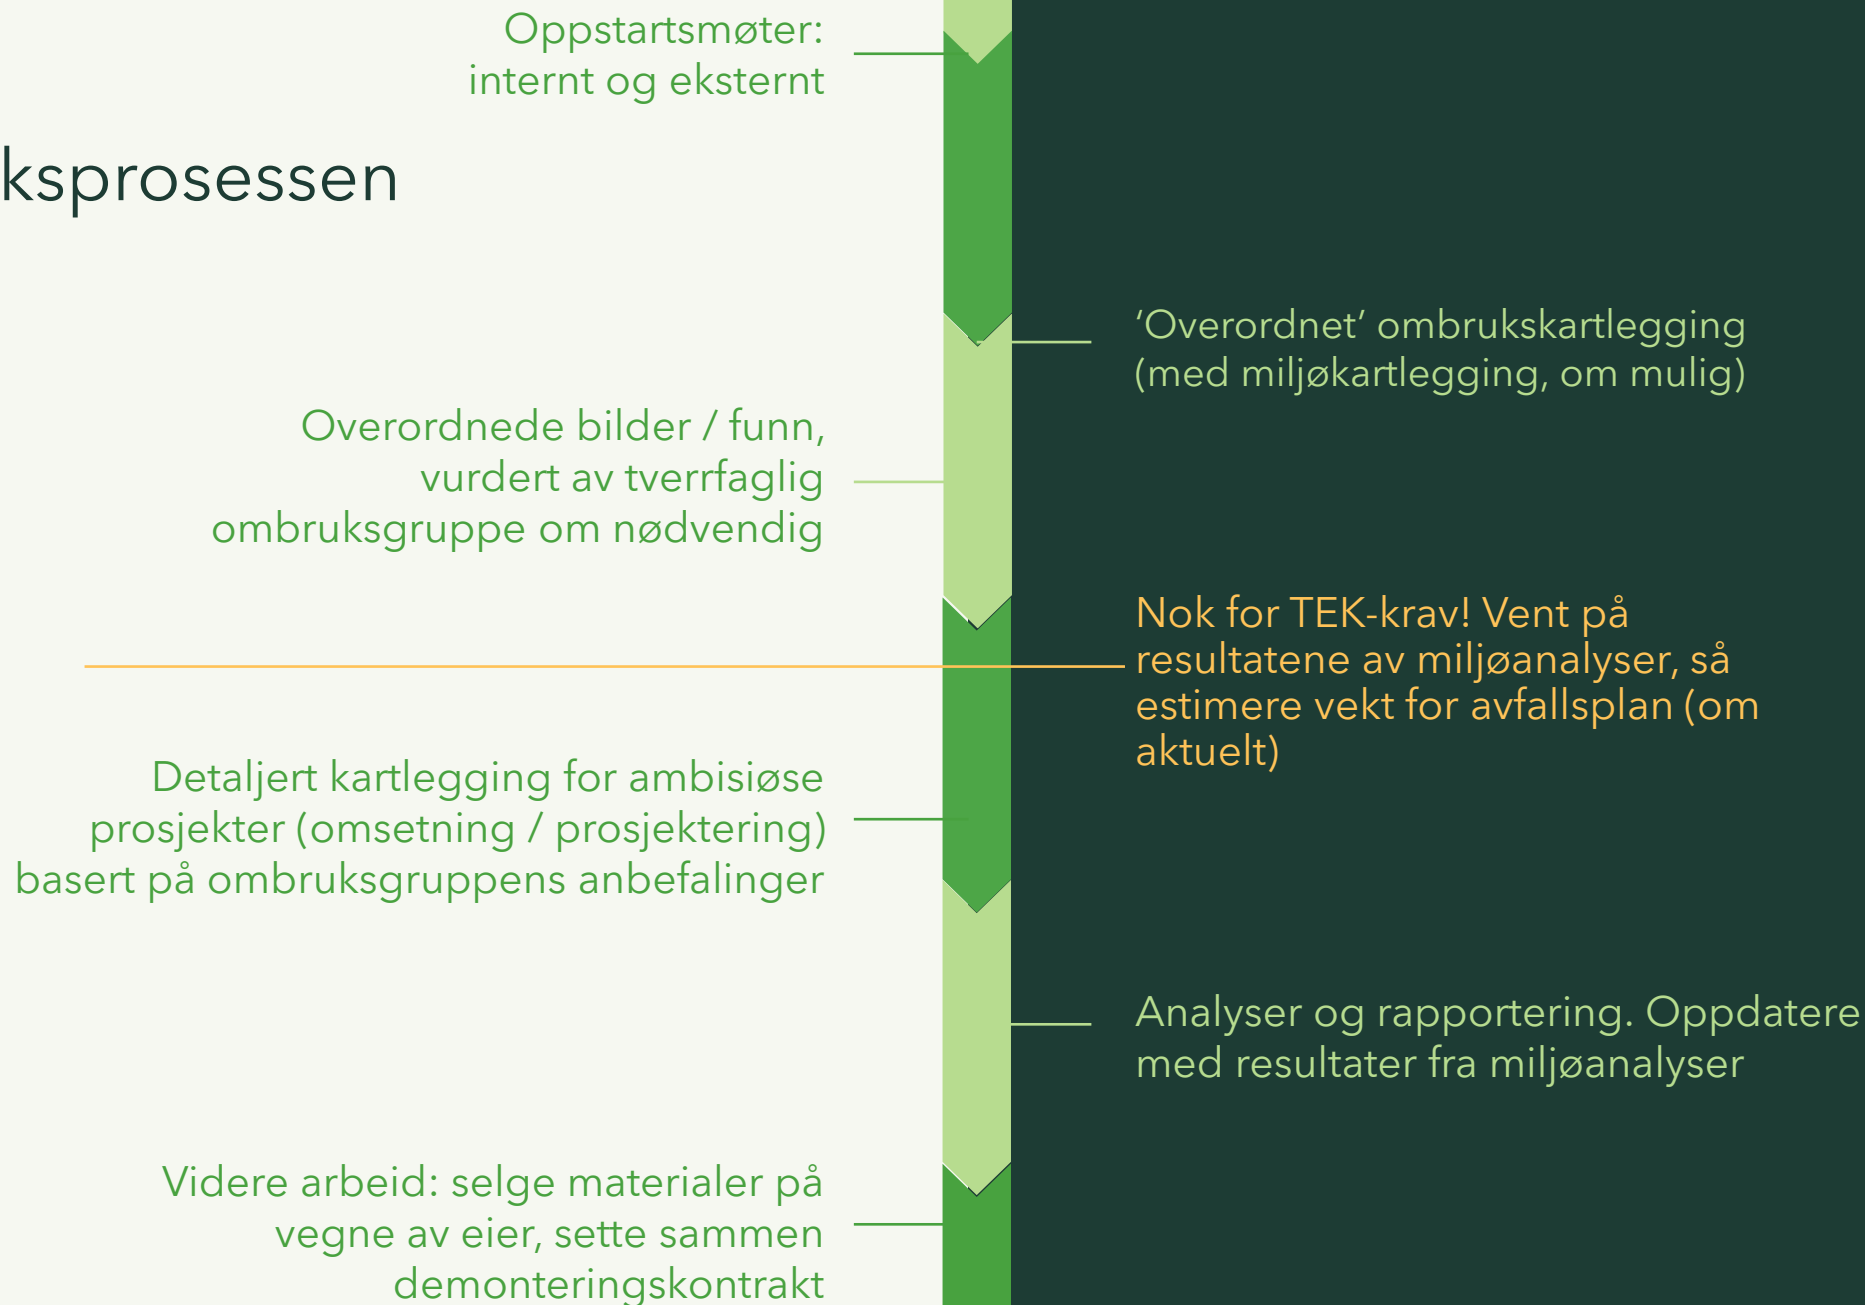 Oppstartsmøter:
internt og eksternt
ksprosessen
‘Overordnet’ ombrukskartlegging
(med miljøkartlegging, om mulig)
Overordnede bilder / funn,
vurdert av tverrfaglig
ombruksgruppe om nødvendig
Nok for TEK-krav! Vent på
resultatene av miljøanalyser, så
estimere vekt for avfallsplan (om
aktuelt)
Detaljert kartlegging for ambisiøse
prosjekter (omsetning / prosjektering)
basert på ombruksgruppens anbefalinger
Analyser og rapportering. Oppdatere
med resultater fra miljøanalyser
Videre arbeid: selge materialer på
vegne av eier, sette sammen
demonteringskontrakt